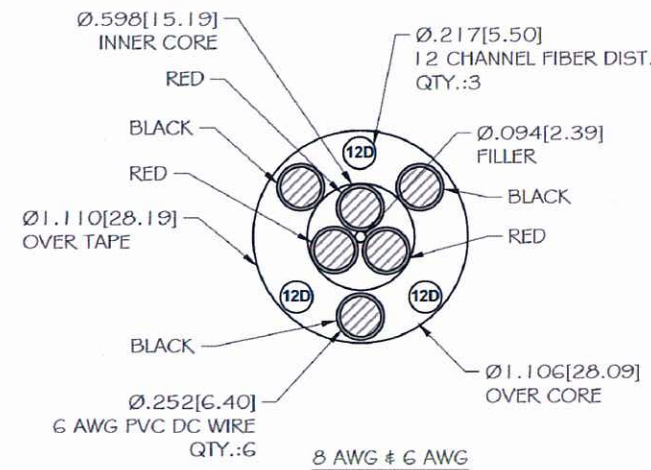 Ø.598[15.19]
INNER CORE
RED
BLACK
RED
Ø1.110[28.19]
OVER TAPE
BLACK
Ø.252[6.40]
6 AWG PVC DC WIRE
QTY.:6
Ø.217[5.50]
12 CHANNEL FIBER DIST.
QTY.:3
Ø.094[2.39]
FILLER
BLACK
RED
Ø1.106[28.09]
OVER CORE
12D
12D
12D
8 AWG & 6 AWG